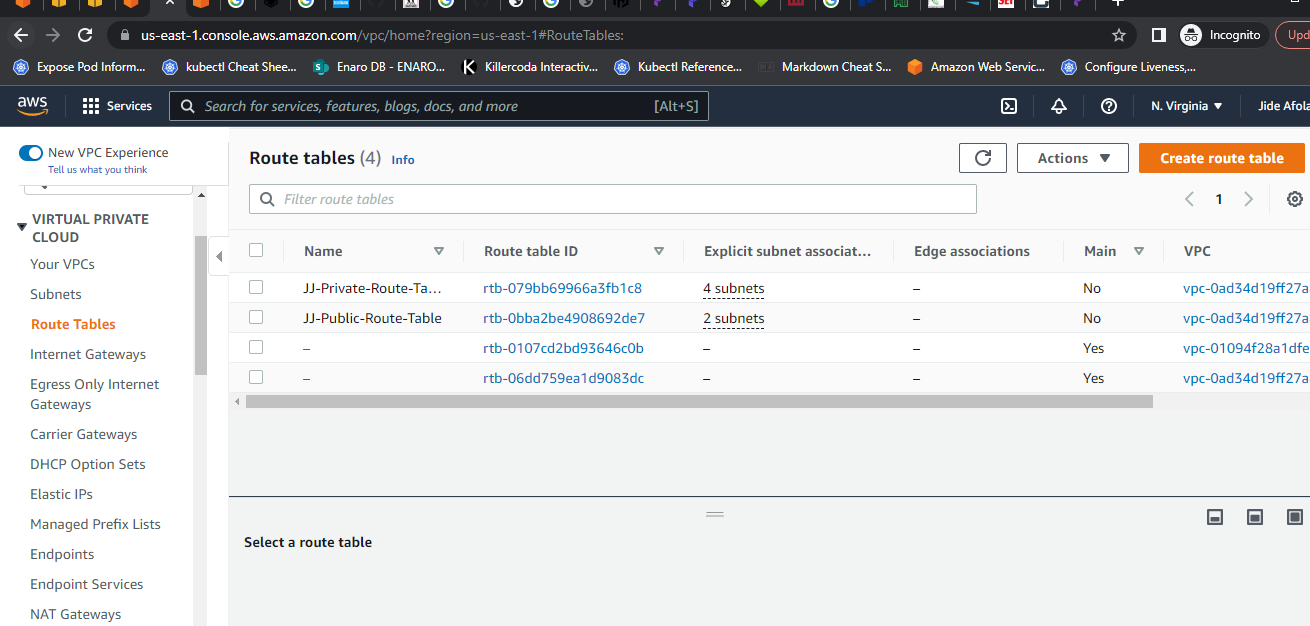 us-east-1.console.aws.amazon.com/vpc/home?region=us-east-1#RouteTables:
Incognito
Upd
Expose Pod Inform...
kubectl Cheat Shee...
Enaro DB - ENARO...
Killercoda Interactiv...
Kubectl Reference...
Markdown Cheat S...
Amazon Web Servic...
Configure Liveness,...
aws
Services
Search for services, features, blogs, docs, and more
[Alt+S]
N. Virginia
Jide Afola
New VPC Experience
Tell us what you think
VIRTUAL PRIVATE
CLOUD
Your VPCs
Subnets
Route Tables
Internet Gateways
Egress Only Internet
Gateways
Carrier Gateways
DHCP Option Sets
Elastic IPs
Managed Prefix Lists
Endpoints
Endpoint Services
NAT Gateways
Route tables (4) Info
Actions
Create route table
Filter route tables
1
Name Route table ID Explicit subnet associat... Edge associations Main VPC
JJ-Private-Route-Ta... rtb-079bb69966a3fb1c8 4 subnets – No vpc-0ad34d19ff27a
JJ-Public-Route-Table rtb-0bba2be4908692de7 2 subnets – No vpc-0ad34d19ff27a
– rtb-0107cd2bd93646c0b – – Yes vpc-01094f28a1dfe
– rtb-06dd759ea1d9083dc – – Yes vpc-0ad34d19ff27a
Select a route table